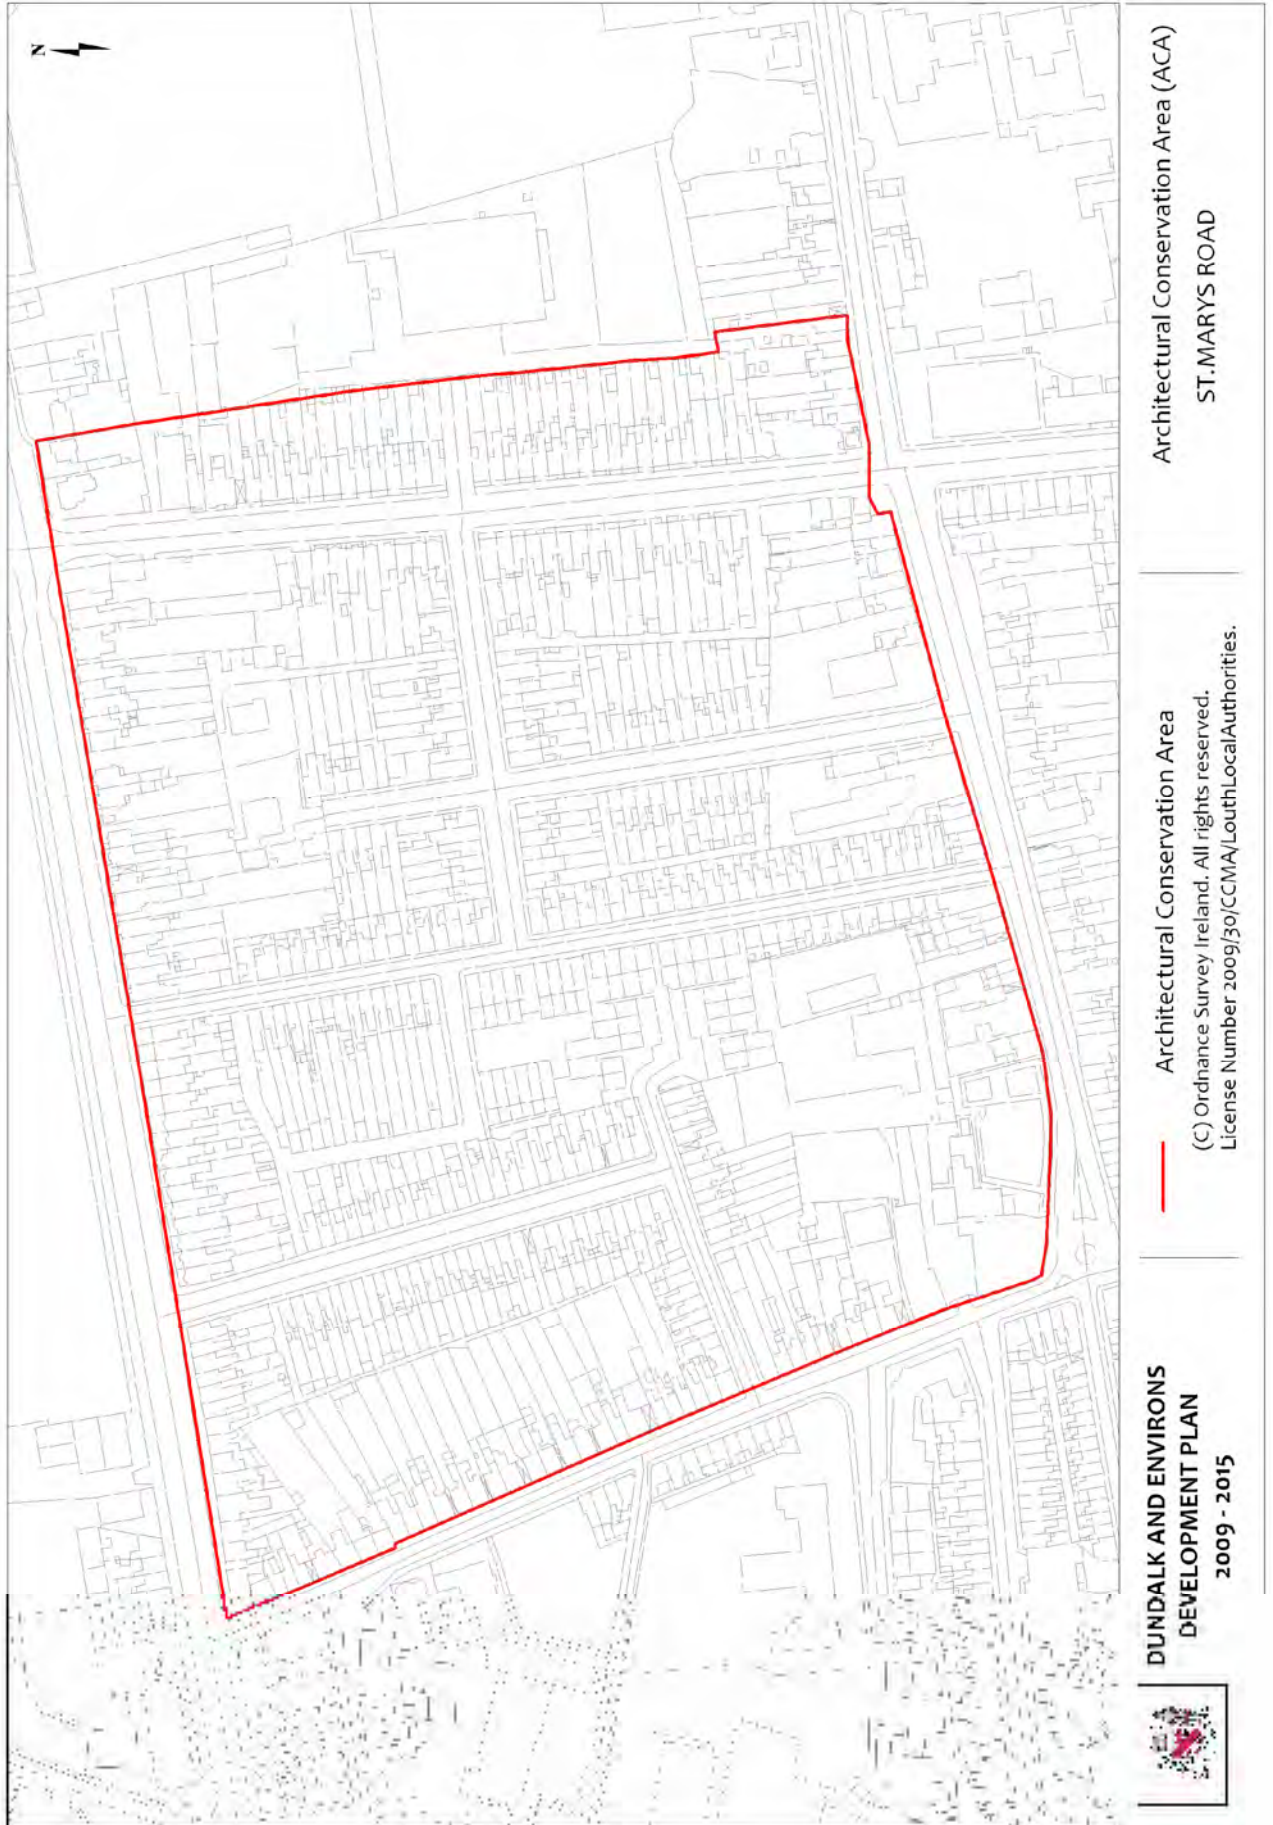 N
DUNDALK AND ENVIRONS
DEVELOPMENT PLAN
2009 - 2015
Architectural Conservation Area
(C) Ordnance Survey Ireland. All rights reserved.
License Number 2009/30/CCMA/LouthLocalAuthorities.
Architectural Conservation Area (ACA)
ST.MARYS ROAD